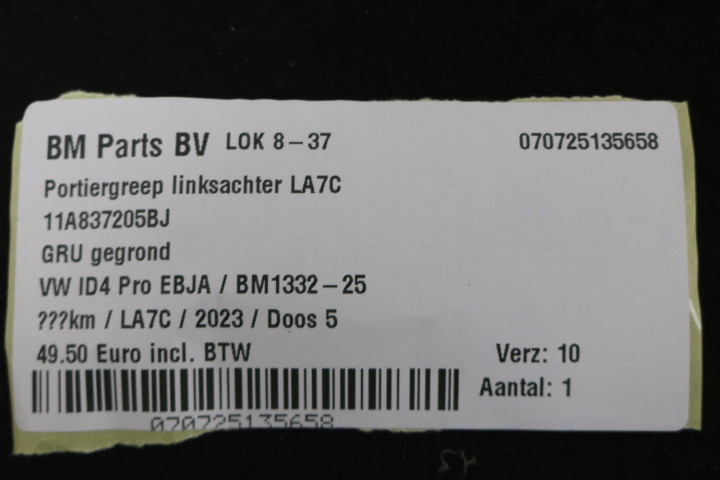 BM Parts BV LOK 8-37 070725135658
Portiergreep linksachter LA7C
11A837205BJ
GRU gegrond
VW ID4 Pro EBJA / BM1332-25
???km / LA7C / 2023 / Doos 5
49.50 Euro incl. BTW Verz: 10
Aantal: 1
070725135658